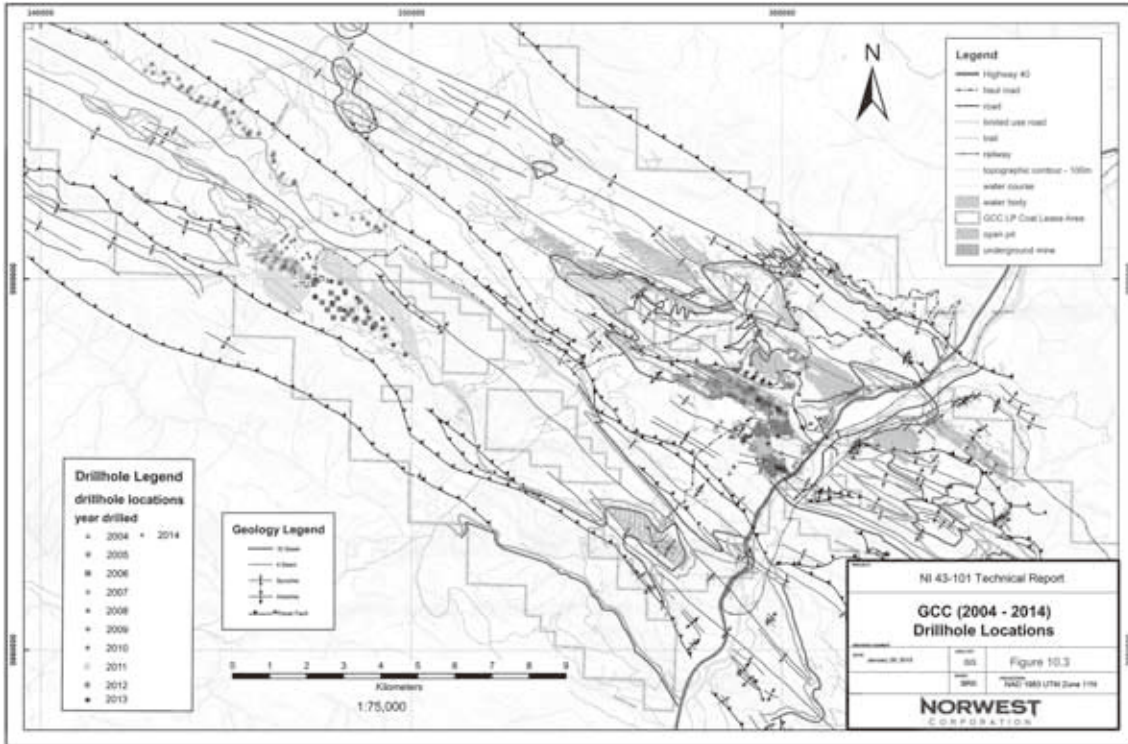 N
Legend
Highway 40
haul road
road
limited use road
trail
railway
topographic contour - 100m
water course
water body
GCC LP Coal Lease Area
open pit
underground mine
Drillhole Legend
drillhole locations
year drilled
2004 2014
2005
2006
2007
2008
2009
2010
2011
2012
2013
Geology Legend
10 Seam
4 Seam
Thrust Fault
0 1 2 3 4 5 6 7 8 9
Kilometers
1:75,000
NI 43-101 Technical Report
GCC (2004 - 2014)
Drillhole Locations
Figure 10.3
NAD 1983 UTM Zone 11N
NORWEST
CORPORATION